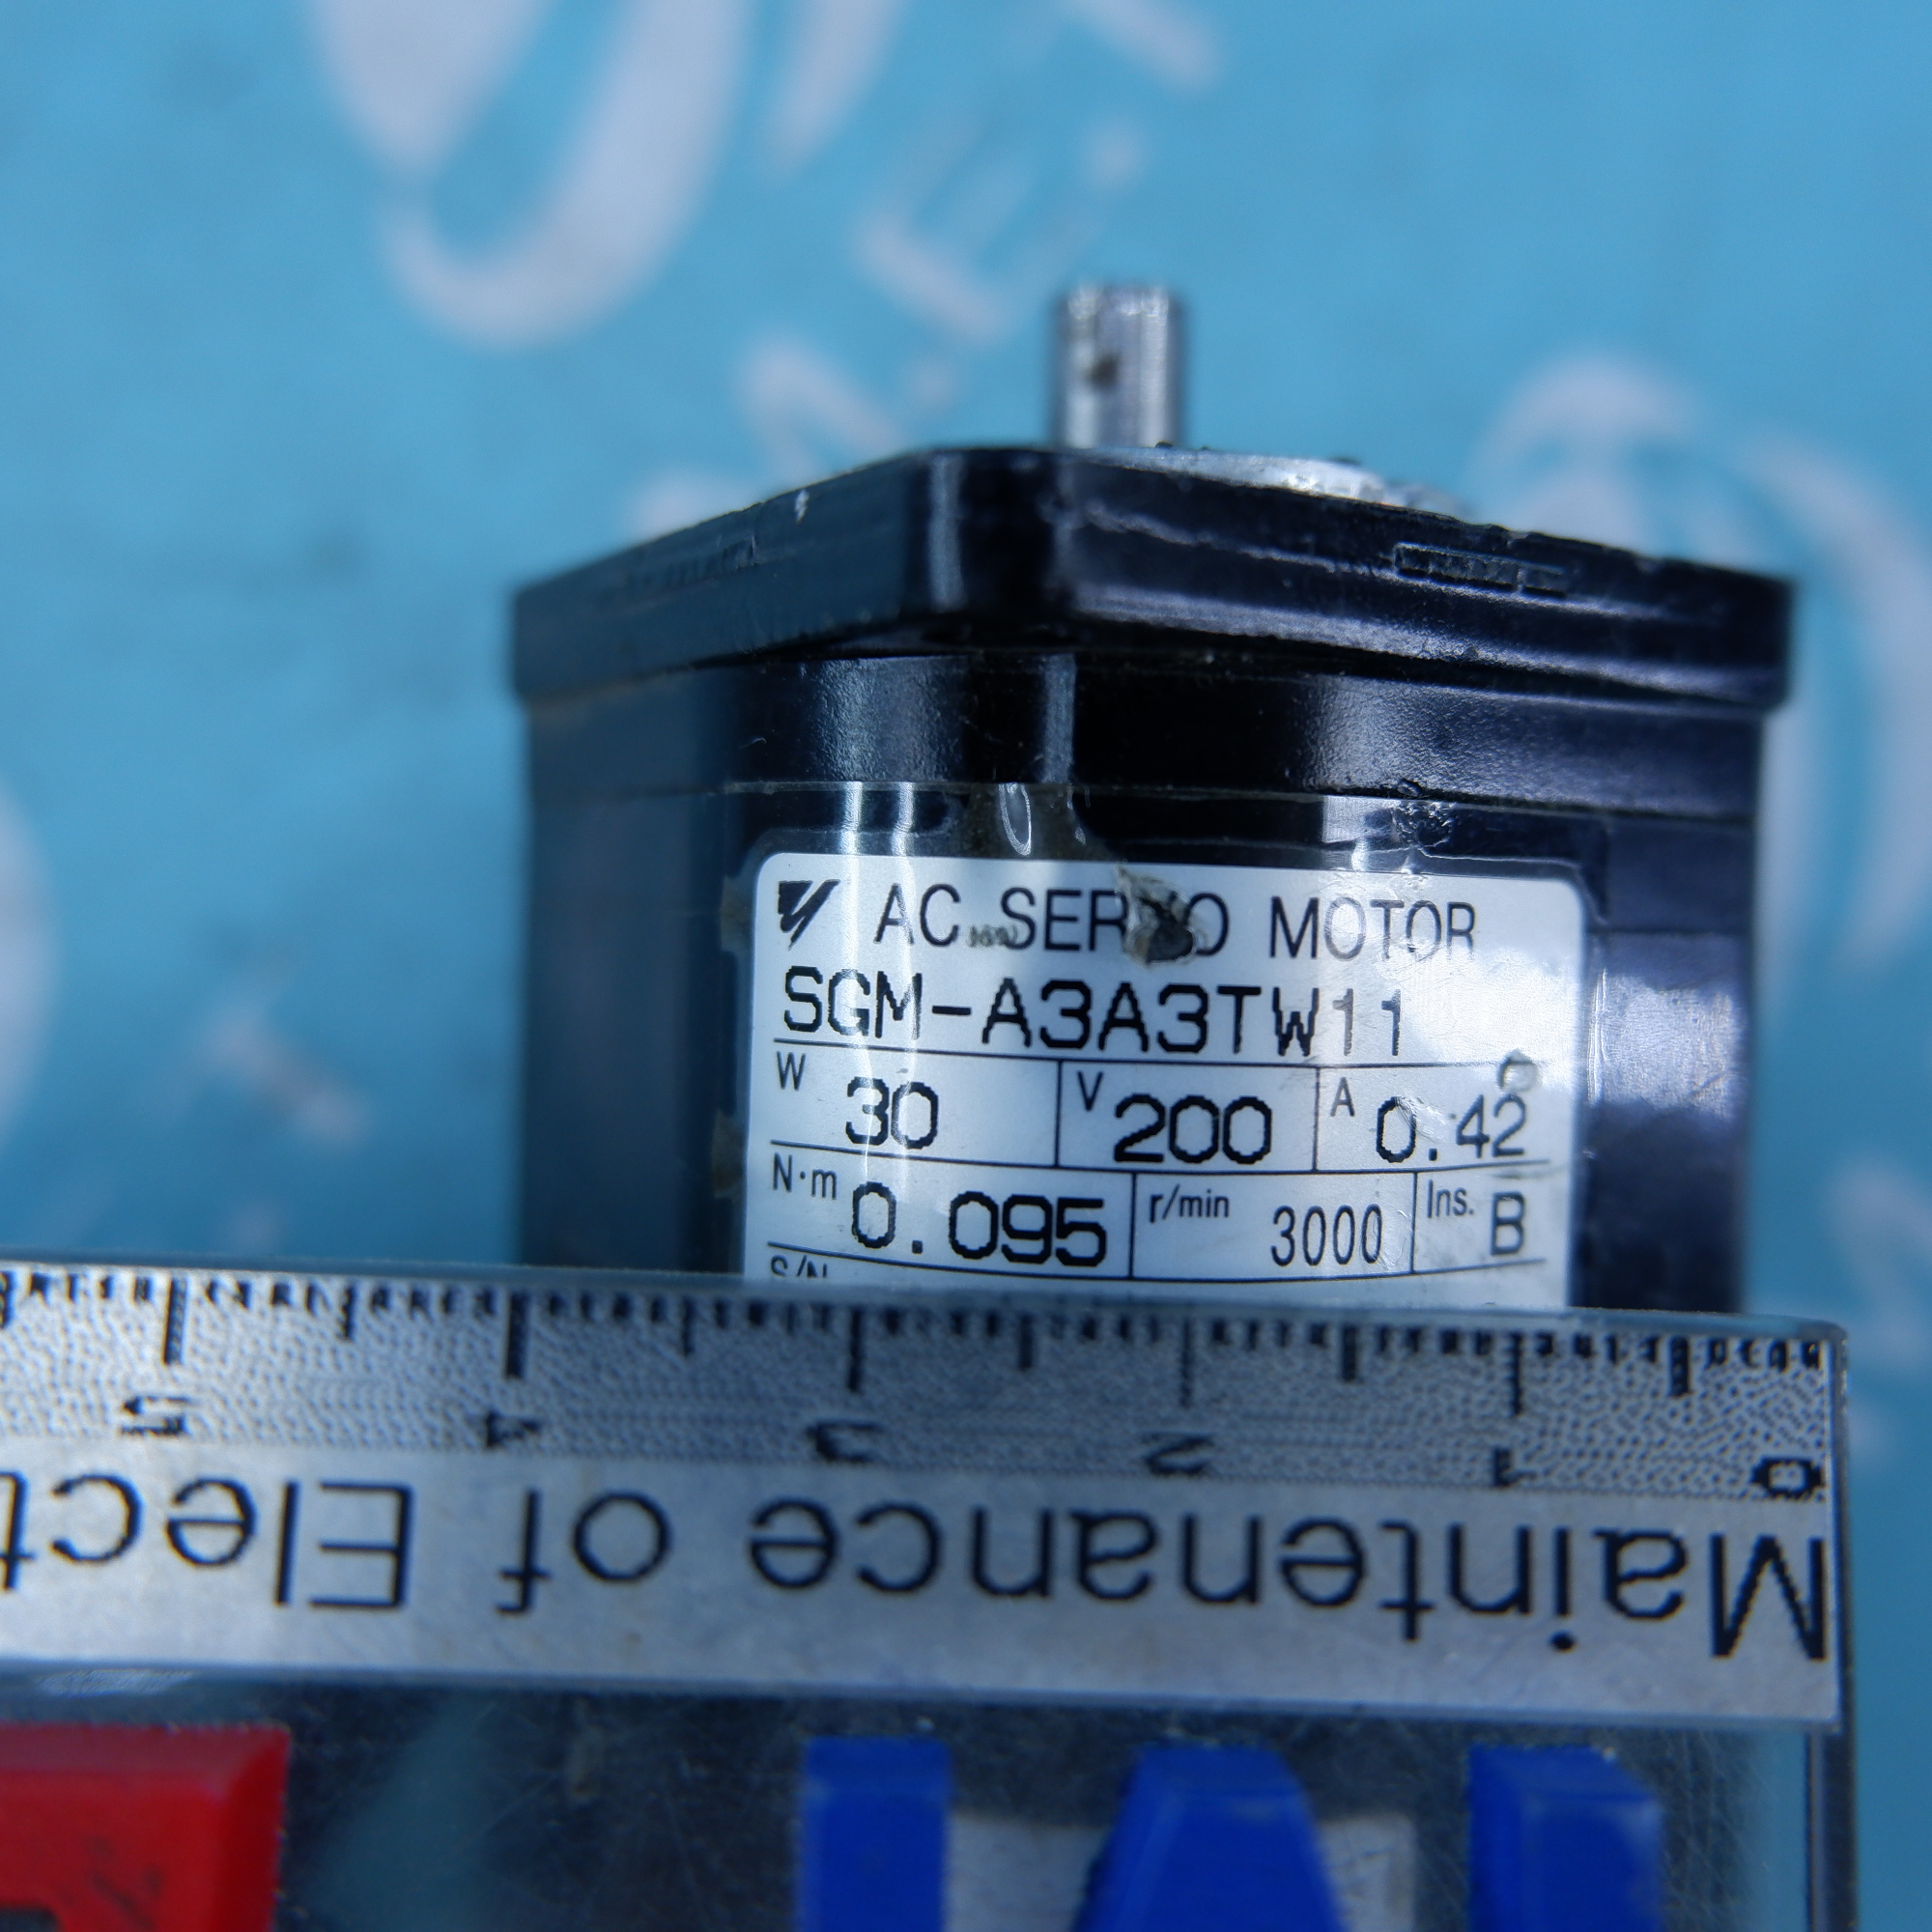 AC SERVO MOTOR
SGM-A3A3TW11
W 30 V 200 A 0.42
N·m 0.095 r/min 3000 Ins. B
S/N
5 4 3 2 1 0
Maintenance of Elect